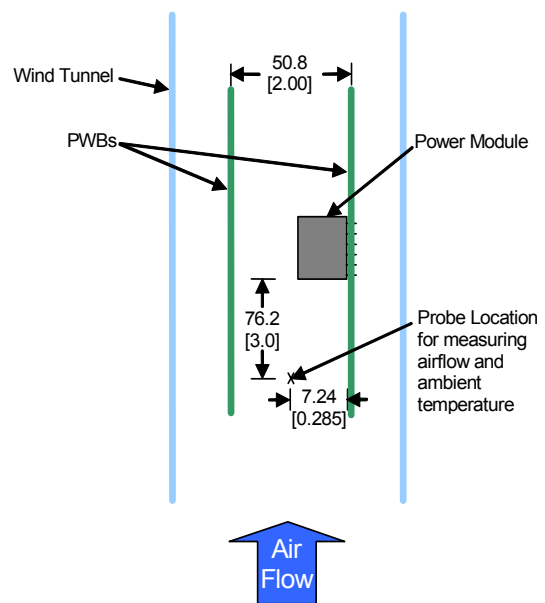 50.8
[2.00]
Wind Tunnel
PWBs
Power Module
76.2
[3.0]
Probe Location
for measuring
airflow and
ambient
temperature
x
7.24
[0.285]
Air
Flow